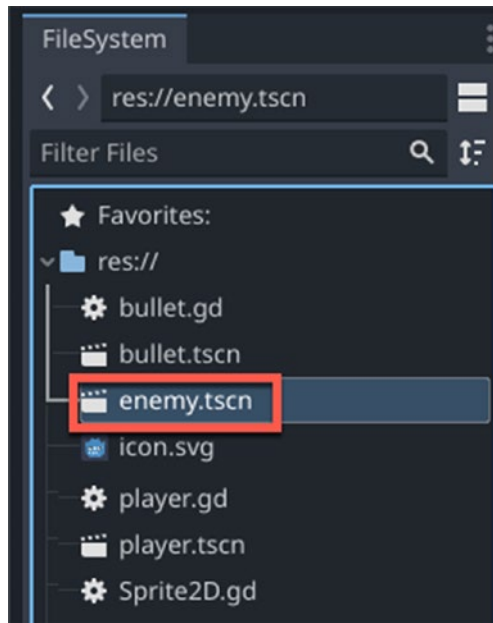 FileSystem
res://enemy.tscn
Filter Files
Favorites:
res://
bullet.gd
bullet.tscn
enemy.tscn
icon.svg
player.gd
player.tscn
Sprite2D.gd